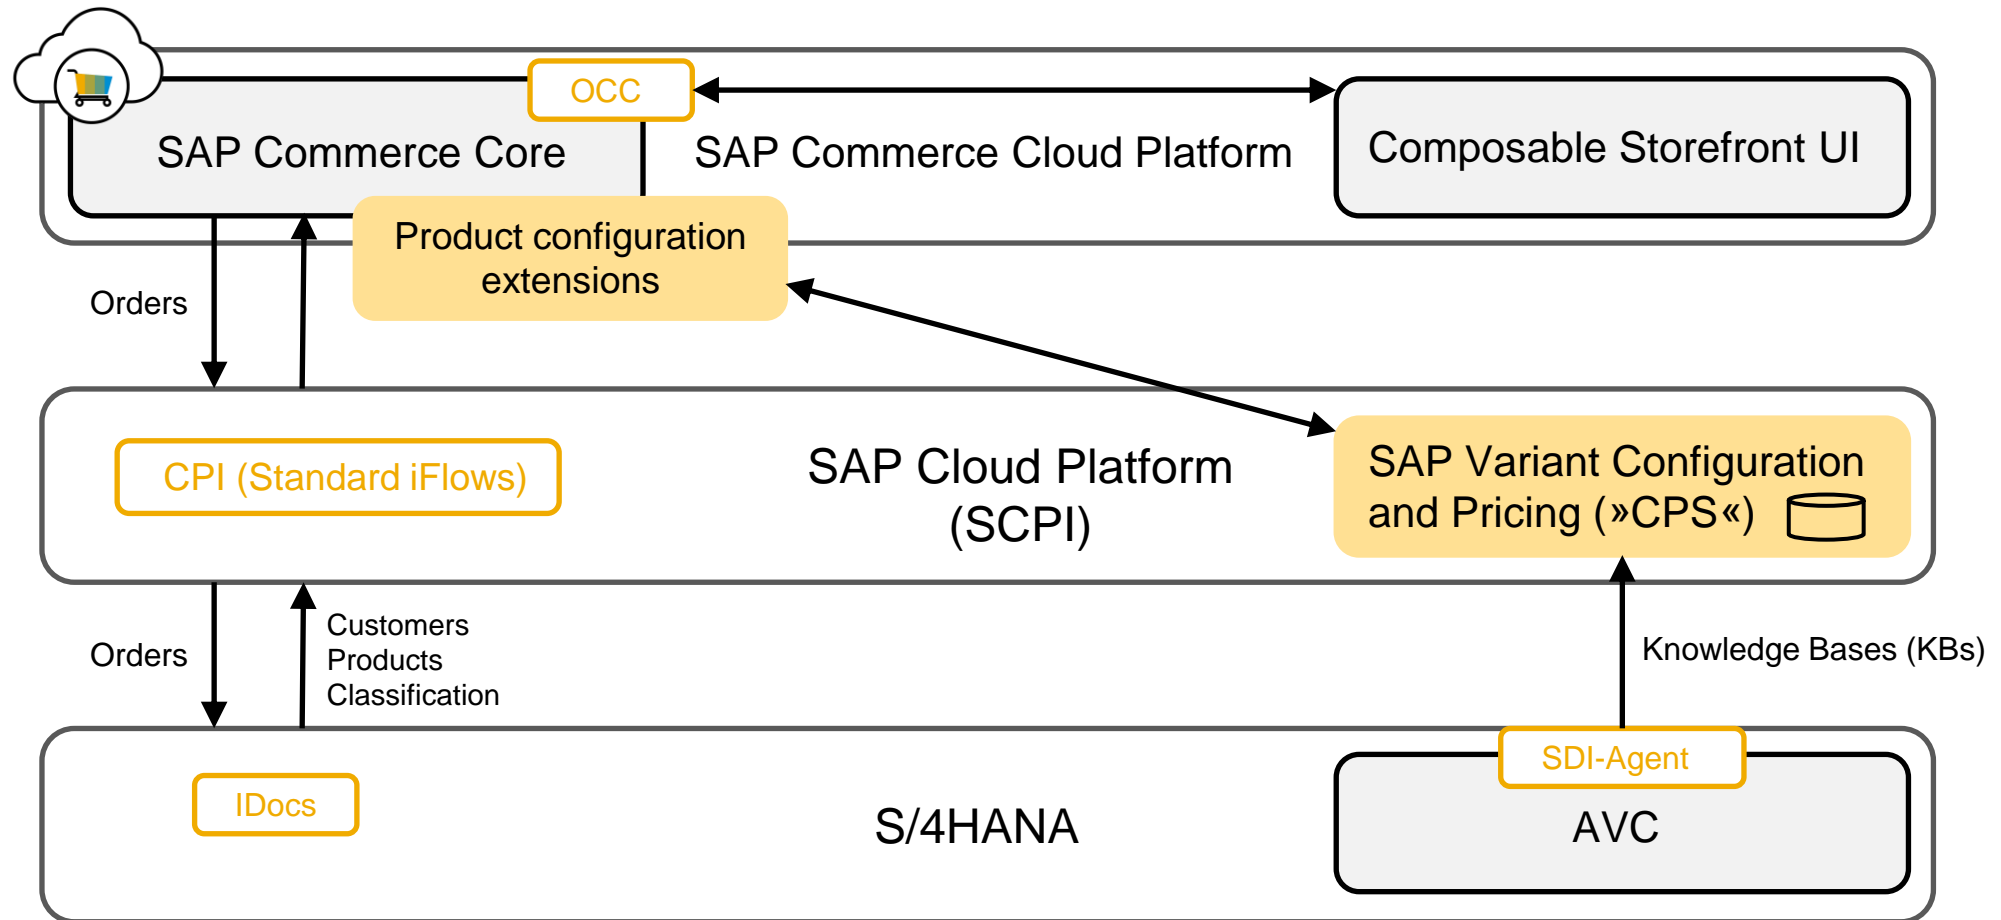 OCC
SAP Commerce Core
SAP Commerce Cloud Platform
Composable Storefront UI
Product configuration
extensions
Orders
CPI (Standard iFlows)
SAP Cloud Platform
(SCPI)
SAP Variant Configuration
and Pricing (»CPS«)
Orders
Customers
Products
Classification
Knowledge Bases (KBs)
IDocs
S/4HANA
SDI-Agent
AVC